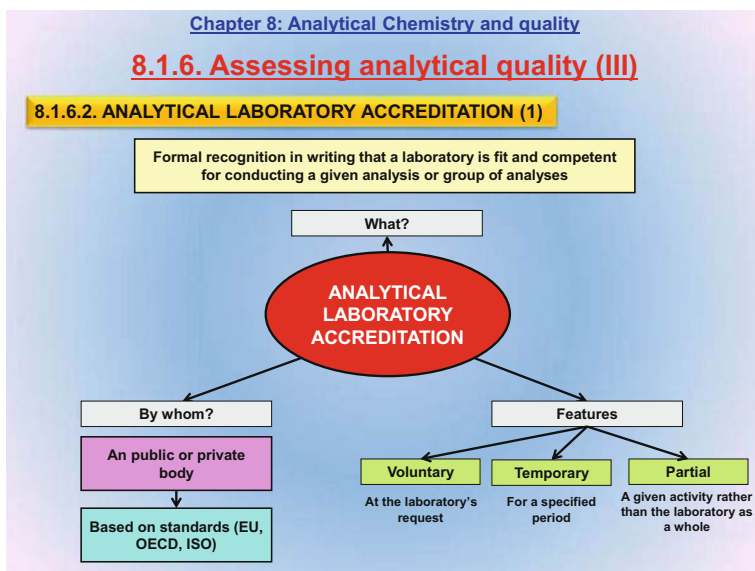 Chapter 8: Analytical Chemistry and quality
8.1.6. Assessing analytical quality (III)
8.1.6.2. ANALYTICAL LABORATORY ACCREDITATION (1)
Formal recognition in writing that a laboratory is fit and competent
for conducting a given analysis or group of analyses
What?
ANALYTICAL
LABORATORY
ACCREDITATION
By whom?
An public or private
body
Based on standards (EU,
OECD, ISO)
Features
Voluntary
At the laboratory's
request
Temporary
For a specified
period
Partial
A given activity rather
than the laboratory as
a whole